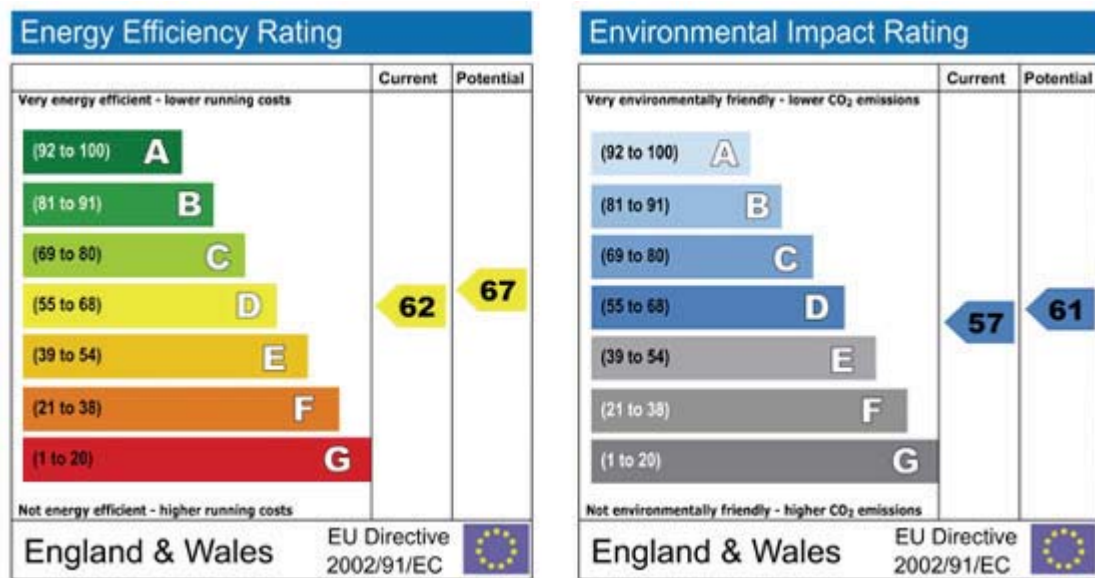 Energy Efficiency Rating
Current Potential
Very energy efficient - lower running costs
(92 to 100) A
(81 to 91) B
(69 to 80) C
(55 to 68) D
(39 to 54) E
(21 to 38) F
(1 to 20) G
62
67
Not energy efficient - higher running costs
England & Wales
EU Directive
2002/91/EC
Environmental Impact Rating
Current Potential
Very environmentally friendly - lower CO₂ emissions
(92 to 100) A
(81 to 91) B
(69 to 80) C
(55 to 68) D
(39 to 54) E
(21 to 38) F
(1 to 20) G
57
61
Not environmentally friendly - higher CO₂ emissions
England & Wales
EU Directive
2002/91/EC